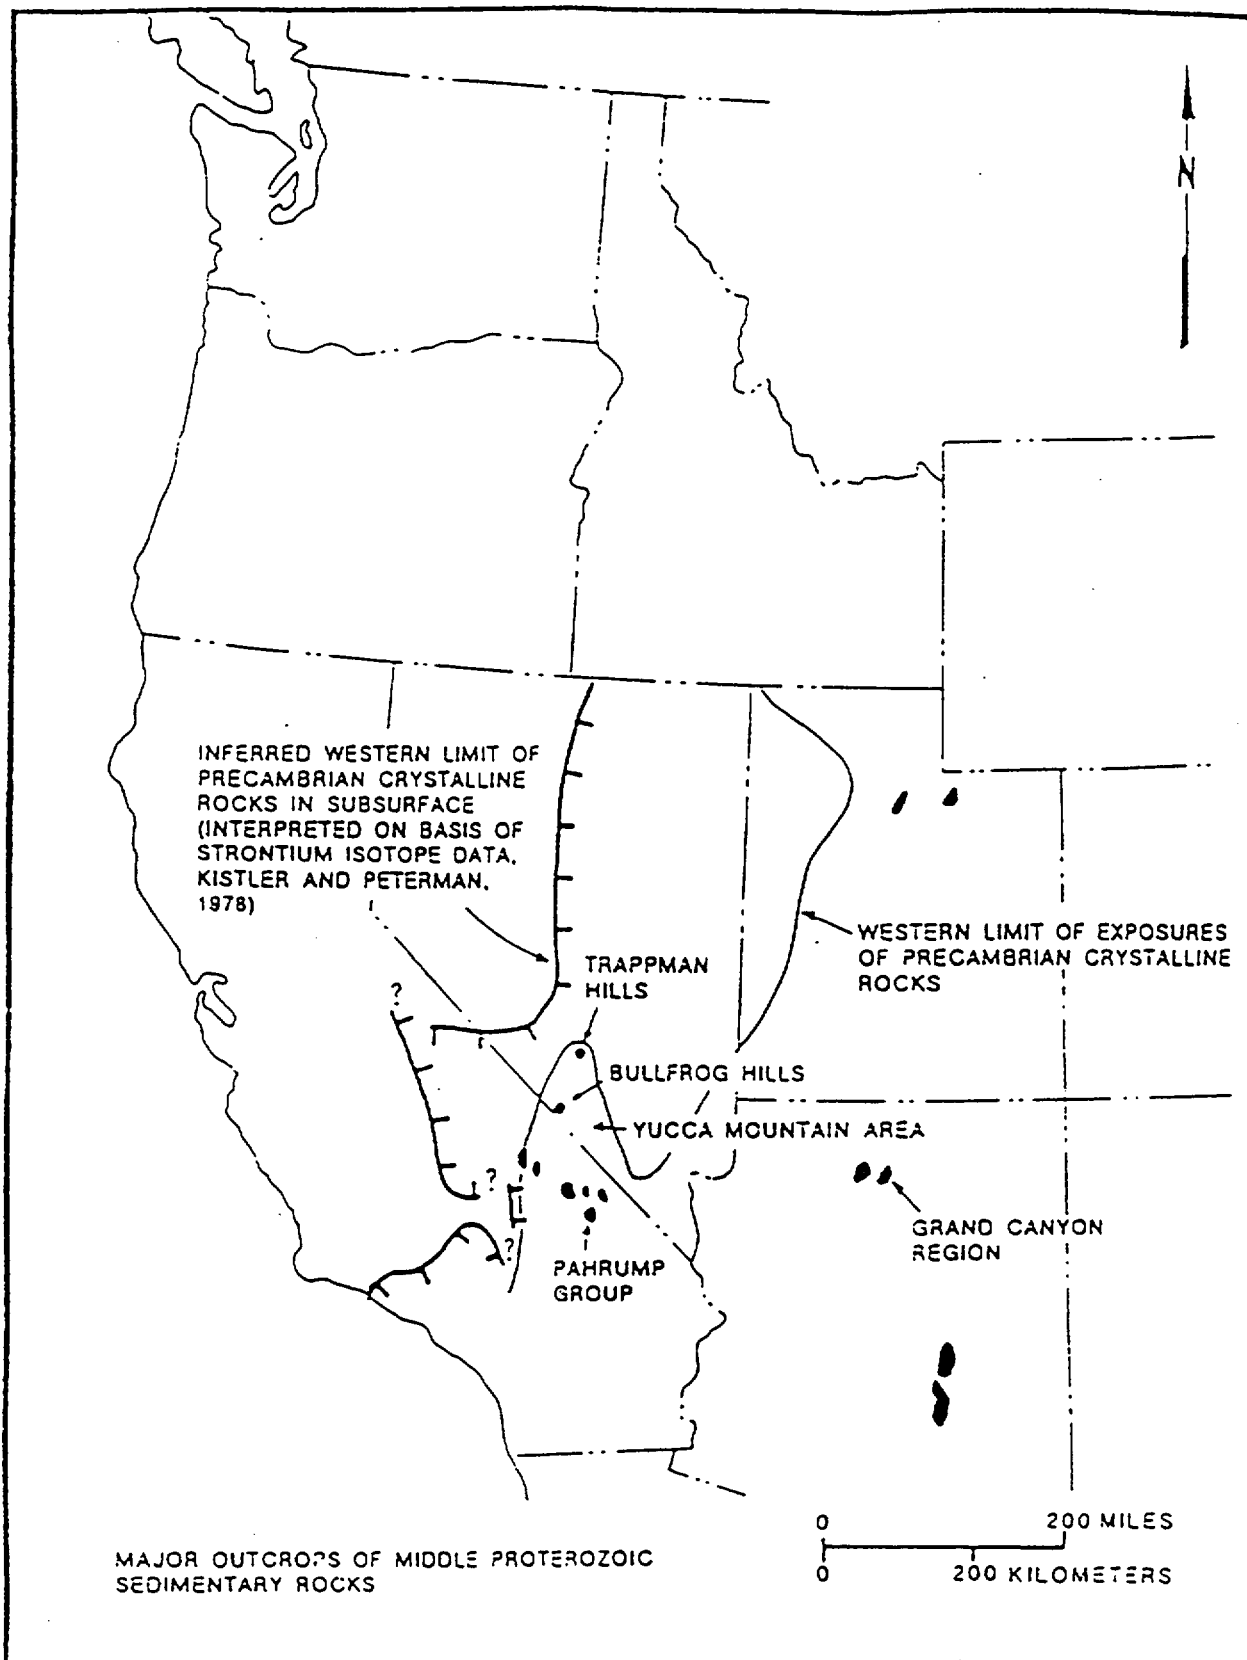 N
INFERRED WESTERN LIMIT OF
PRECAMBRIAN CRYSTALLINE
ROCKS IN SUBSURFACE
(INTERPRETED ON BASIS OF
STRONTIUM ISOTOPE DATA,
KISTLER AND PETERMAN,
1978)
WESTERN LIMIT OF EXPOSURES
OF PRECAMBRIAN CRYSTALLINE
ROCKS
TRAPPMAN
HILLS
?
BULLFROG HILLS
YUCCA MOUNTAIN AREA
?
GRAND CANYON
REGION
?
PAHRUMP
GROUP
0 200 MILES
0 200 KILOMETERS
MAJOR OUTCROPS OF MIDDLE PROTEROZOIC
SEDIMENTARY ROCKS